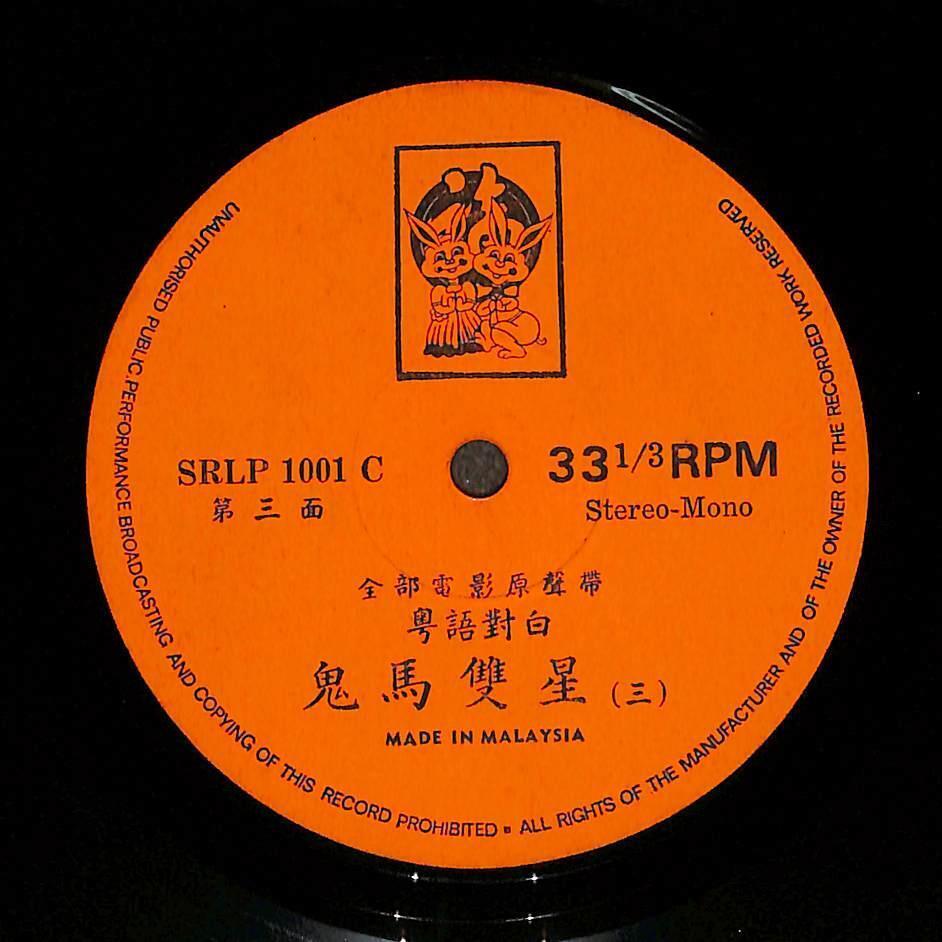 SRLP 1001 C
第三面
33 1/3 RPM
Stereo-Mono
全部電影原聲帶
粵語對白
鬼馬雙星(三)
MADE IN MALAYSIA
UNAUTHORISED PUBLIC.PERFORMANCE BROADCASTING AND COPYING OF THIS RECORD PROHIBITED ▪ ALL RIGHTS OF THE MANUFACTURER AND OF THE OWNER OF THE RECORDED WORK RESERVED